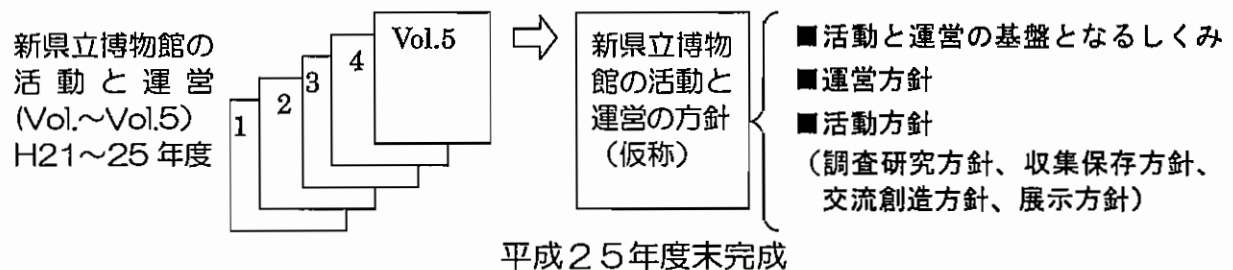 新県立博物館の
活動と運営
(Vol.～Vol.5)
H21～25年度
1
2
3
4
Vol.5
新県立博物
館の活動と
運営の方針
（仮称）
■活動と運営の基盤となるしくみ
■運営方針
■活動方針
（調査研究方針、収集保存方針、
交流創造方針、展示方針）
平成２５年度末完成